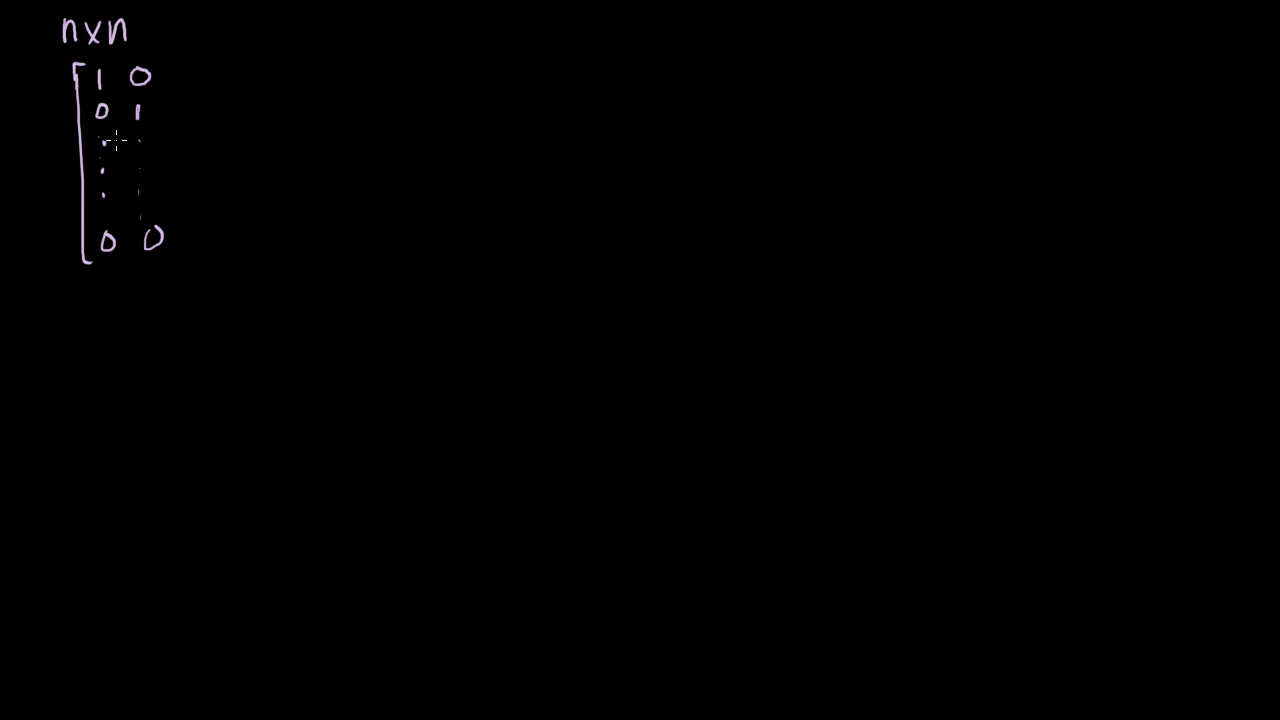 nxn
[ 1 0
0 1
. .
. .
. .
0 0